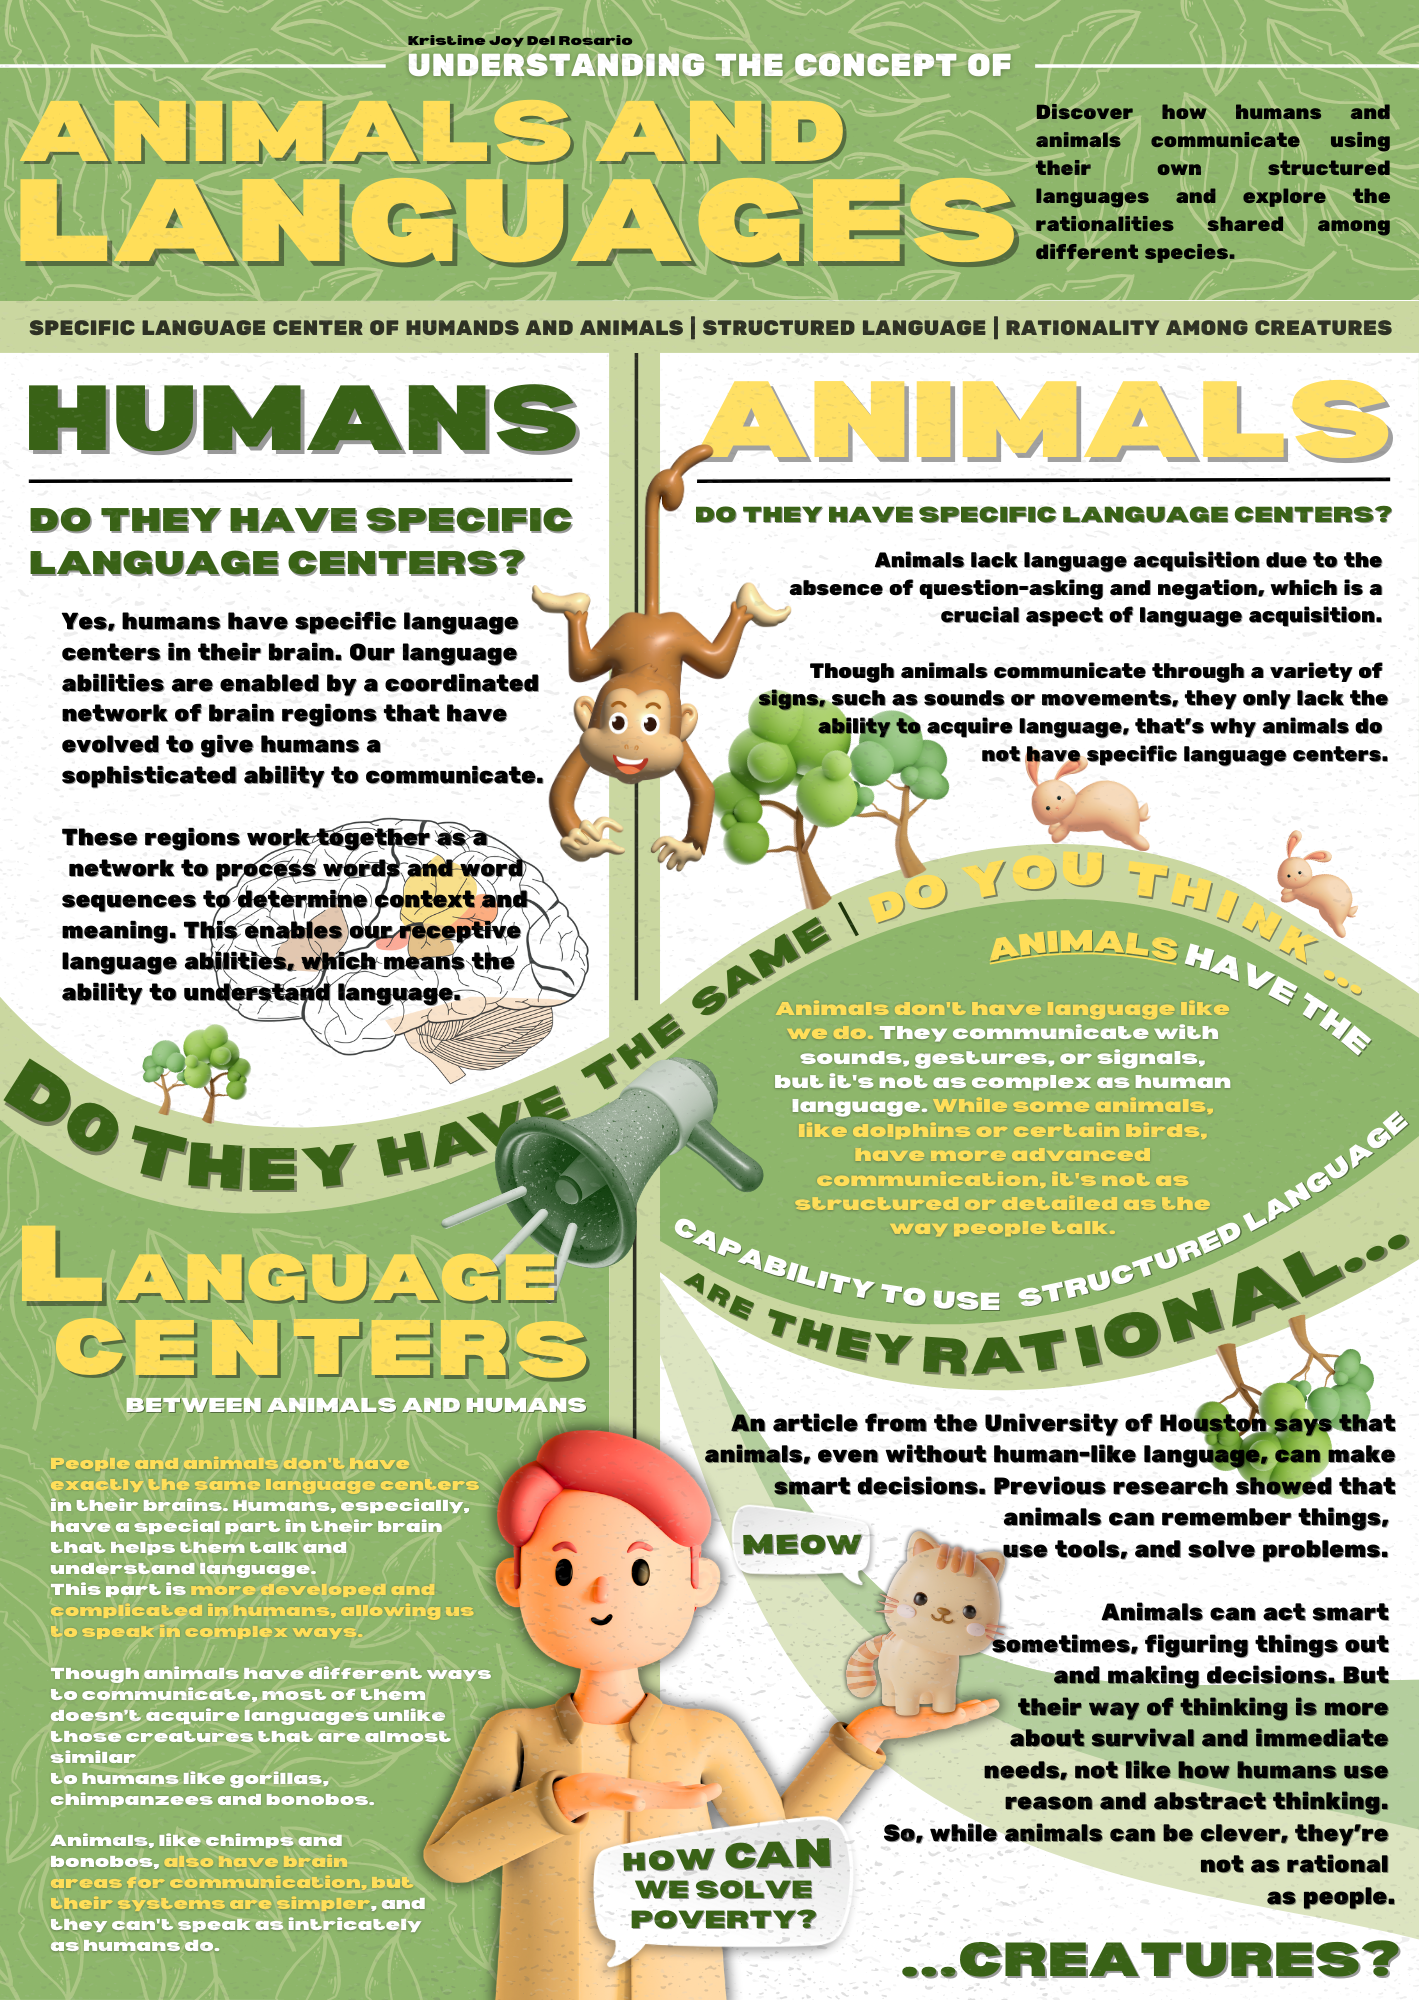 Kristine Joy Del Rosario
UNDERSTANDING THE CONCEPT OF
ANIMALS AND
LANGUAGES
Discover how humans and
animals communicate using
their own structured
languages and explore the
rationalities shared among
different species.
SPECIFIC LANGUAGE CENTER OF HUMANDS AND ANIMALS | STRUCTURED LANGUAGE | RATIONALITY AMONG CREATURES
HUMANS
DO THEY HAVE SPECIFIC
LANGUAGE CENTERS?
Yes, humans have specific language
centers in their brain. Our language
abilities are enabled by a coordinated
network of brain regions that have
evolved to give humans a
sophisticated ability to communicate.
These regions work together as a
network to process words and word
sequences to determine context and
meaning. This enables our receptive
language abilities, which means the
ability to understand language.
ANIMALS
DO THEY HAVE SPECIFIC LANGUAGE CENTERS?
Animals lack language acquisition due to the
absence of question-asking and negation, which is a
crucial aspect of language acquisition.
Though animals communicate through a variety of
signs, such as sounds or movements, they only lack the
ability to acquire language, that's why animals do
not have specific language centers.
DO THEY HAVE THE SAME | DO YOU THINK ...
ANIMALS HAVE THE
Animals don't have language like
we do. They communicate with
sounds, gestures, or signals,
but it's not as complex as human
language. While some animals,
like dolphins or certain birds,
have more advanced
communication, it's not as
structured or detailed as the
way people talk.
CAPABILITY TO USE STRUCTURED LANGUAGE
LANGUAGE
CENTERS
BETWEEN ANIMALS AND HUMANS
People and animals don't have
exactly the same language centers
in their brains. Humans, especially,
have a special part in their brain
that helps them talk and
understand language.
This part is more developed and
complicated in humans, allowing us
to speak in complex ways.
Though animals have different ways
to communicate, most of them
doesn't acquire languages unlike
those creatures that are almost
similar
to humans like gorillas,
chimpanzees and bonobos.
Animals, like chimps and
bonobos, also have brain
areas for communication, but
their systems are simpler, and
they can't speak as intricately
as humans do.
ARE THEY RATIONAL...
An article from the University of Houston says that
animals, even without human-like language, can make
smart decisions. Previous research showed that
animals can remember things,
use tools, and solve problems.
MEOW
Animals can act smart
sometimes, figuring things out
and making decisions. But
their way of thinking is more
about survival and immediate
needs, not like how humans use
reason and abstract thinking.
So, while animals can be clever, they're
not as rational
as people.
HOW CAN
WE SOLVE
POVERTY?
...CREATURES?